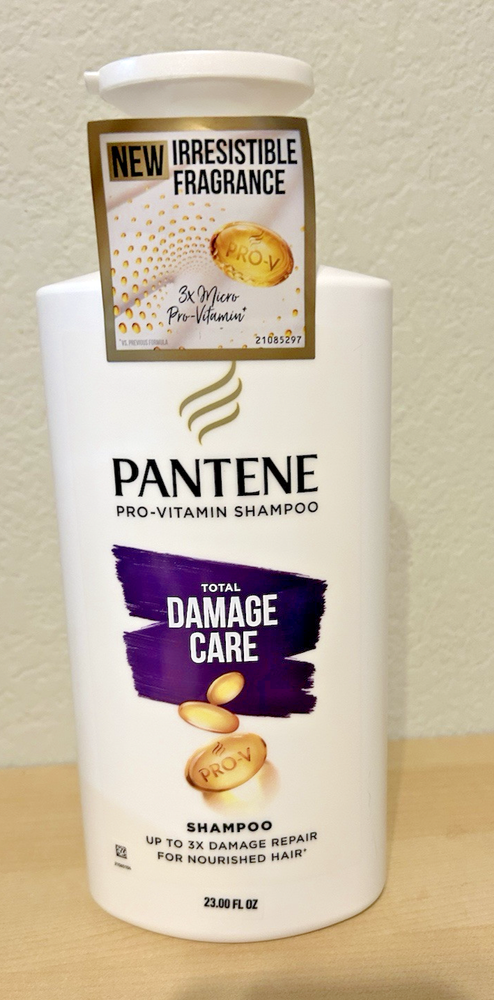 NEW IRRESISTIBLE
FRAGRANCE
PRO-V
3x Micro
Pro-Vitamin*
*VS. PREVIOUS FORMULA
21085297
PANTENE
PRO-VITAMIN SHAMPOO
TOTAL
DAMAGE
CARE
PRO-V
SHAMPOO
UP TO 3X DAMAGE REPAIR
FOR NOURISHED HAIR*
23.00 FL OZ